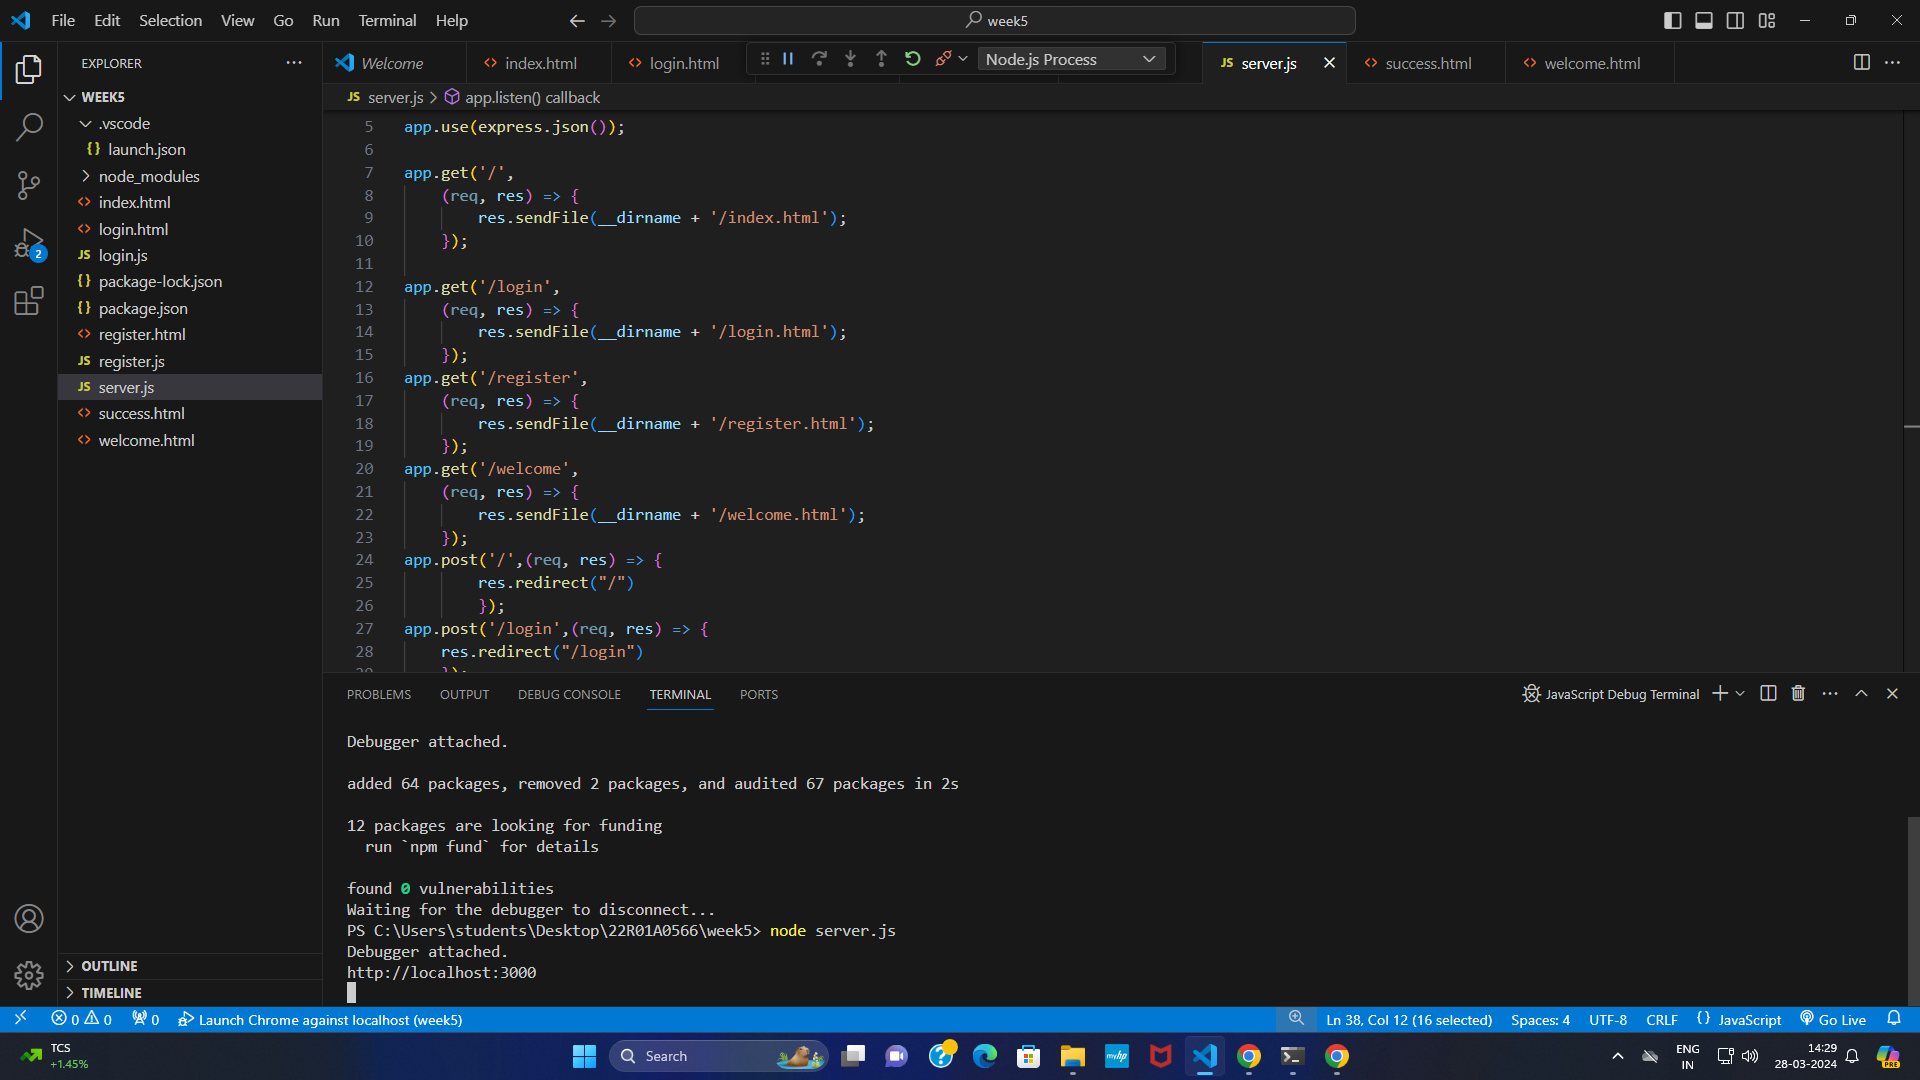 File Edit Selection View Go Run Terminal Help week5
EXPLORER
WEEK5
.vscode
launch.json
node_modules
index.html
login.html
login.js
package-lock.json
package.json
register.html
register.js
server.js
success.html
welcome.html
OUTLINE
TIMELINE
Welcome index.html login.html Node.js Process server.js success.html welcome.html
server.js > app.listen() callback
5 app.use(express.json());
6
7 app.get('/',
8 (req, res) => {
9 res.sendFile(__dirname + '/index.html');
10 });
11
12 app.get('/login',
13 (req, res) => {
14 res.sendFile(__dirname + '/login.html');
15 });
16 app.get('/register',
17 (req, res) => {
18 res.sendFile(__dirname + '/register.html');
19 });
20 app.get('/welcome',
21 (req, res) => {
22 res.sendFile(__dirname + '/welcome.html');
23 });
24 app.post('/',(req, res) => {
25 res.redirect("/")
26 });
27 app.post('/login',(req, res) => {
28 res.redirect("/login")
PROBLEMS OUTPUT DEBUG CONSOLE TERMINAL PORTS JavaScript Debug Terminal
Debugger attached.
added 64 packages, removed 2 packages, and audited 67 packages in 2s
12 packages are looking for funding
run `npm fund` for details
found 0 vulnerabilities
Waiting for the debugger to disconnect...
PS C:\Users\students\Desktop\22R01A0566\week5> node server.js
Debugger attached.
http://localhost:3000
0 0 0 Launch Chrome against localhost (week5) Ln 38, Col 12 (16 selected) Spaces: 4 UTF-8 CRLF {} JavaScript Go Live
TCS
+1.45%
Search
ENG
IN
14:29
28-03-2024